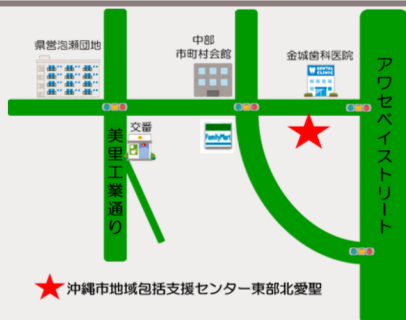 県営泡瀬団地
中部
市町村会館
金城歯科医院
DENTAL CLINIC
アワセベイストリート
交番
FamilyMart
美里工業通り
沖縄市地域包括支援センター東部北愛聖